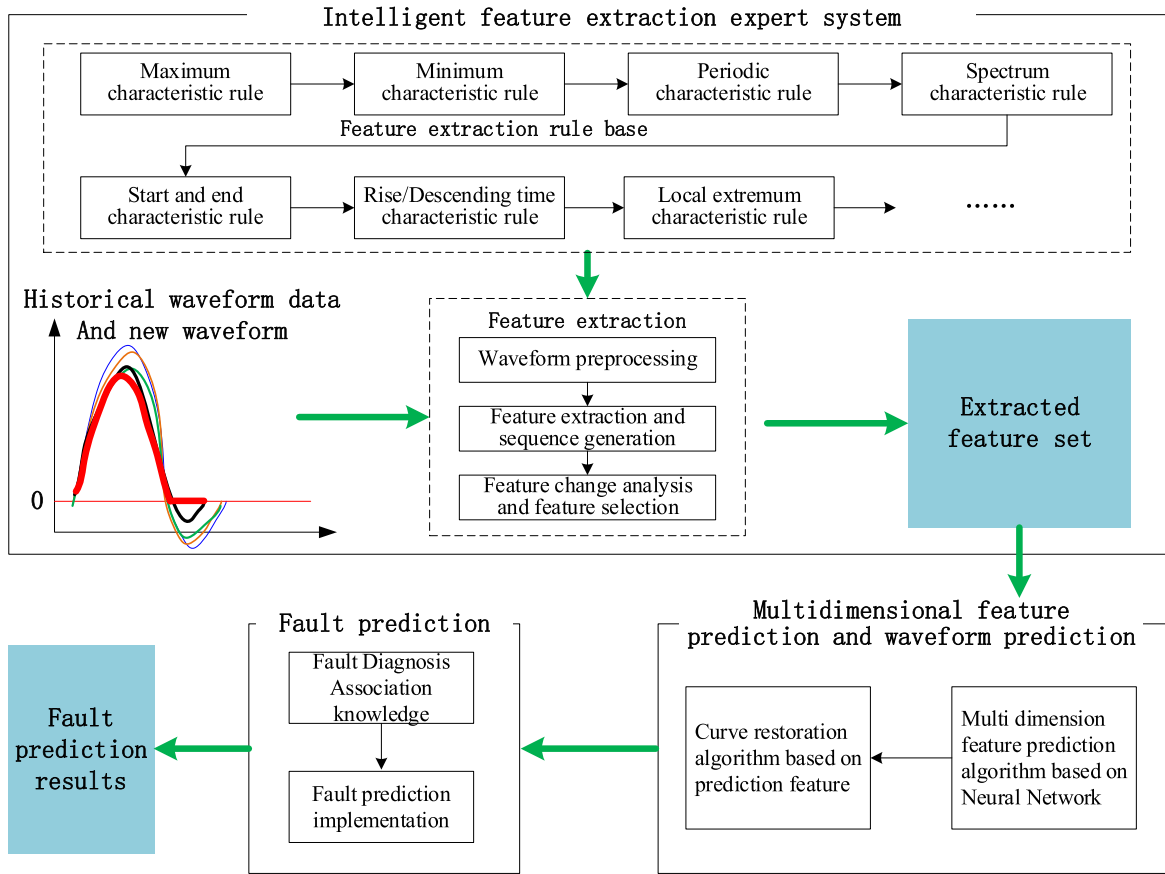 Intelligent feature extraction expert system
Maximum
characteristic rule
Minimum
characteristic rule
Periodic
characteristic rule
Spectrum
characteristic rule
Feature extraction rule base
Start and end
characteristic rule
Rise/Descending time
characteristic rule
Local extremum
characteristic rule
……
Historical waveform data
And new waveform
0
Feature extraction
Waveform preprocessing
Feature extraction and
sequence generation
Feature change analysis
and feature selection
Extracted
feature set
Multidimensional feature
prediction and waveform prediction
Multi dimension
feature prediction
algorithm based on
Neural Network
Curve restoration
algorithm based on
prediction feature
Fault prediction
Fault Diagnosis
Association
knowledge
Fault prediction
implementation
Fault
prediction
results